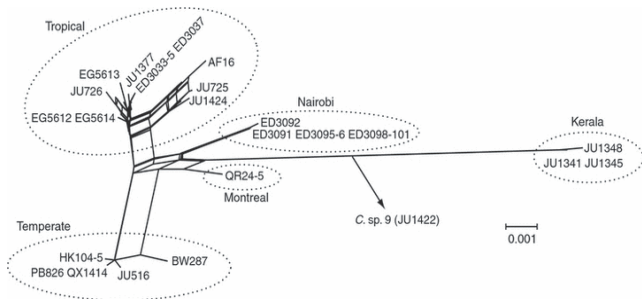 Tropical
JU1377
ED3033-5 ED3037
EG5613
AF16
JU726
JU725
JU1424
EG5612 EG5614
Nairobi
ED3092
ED3091 ED3095-6 ED3098-101
Kerala
JU1348
JU1341 JU1345
QR24-5
Montreal
C. sp. 9 (JU1422)
0.001
Temperate
HK104-5
BW287
PB826 QX1414
JU516